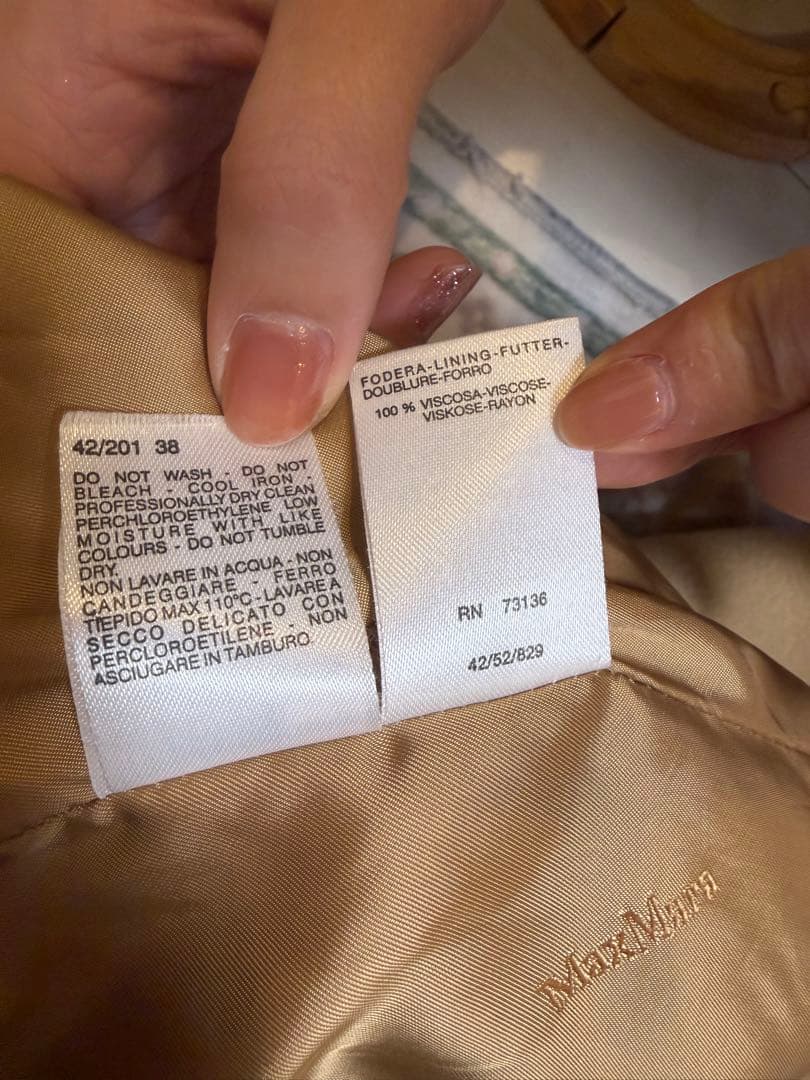 42/201 38
DO NOT WASH - DO NOT
BLEACH - COOL IRON -
PROFESSIONALLY DRY CLEAN
PERCHLOROETHYLENE LOW
MOISTURE WITH LIKE
COLOURS - DO NOT TUMBLE
DRY.
NON LAVARE IN ACQUA - NON
CANDEGGIARE - FERRO
TIEPIDO MAX 110°C - LAVARE A
SECCO DELICATO CON
PERCLOROETILENE - NON
ASCIUGARE IN TAMBURO
FODERA-LINING-FUTTER-
DOUBLURE-FORRO
100 % VISCOSA-VISCOSE-
VISKOSE-RAYON
RN 73136
42/52/829
MaxMara